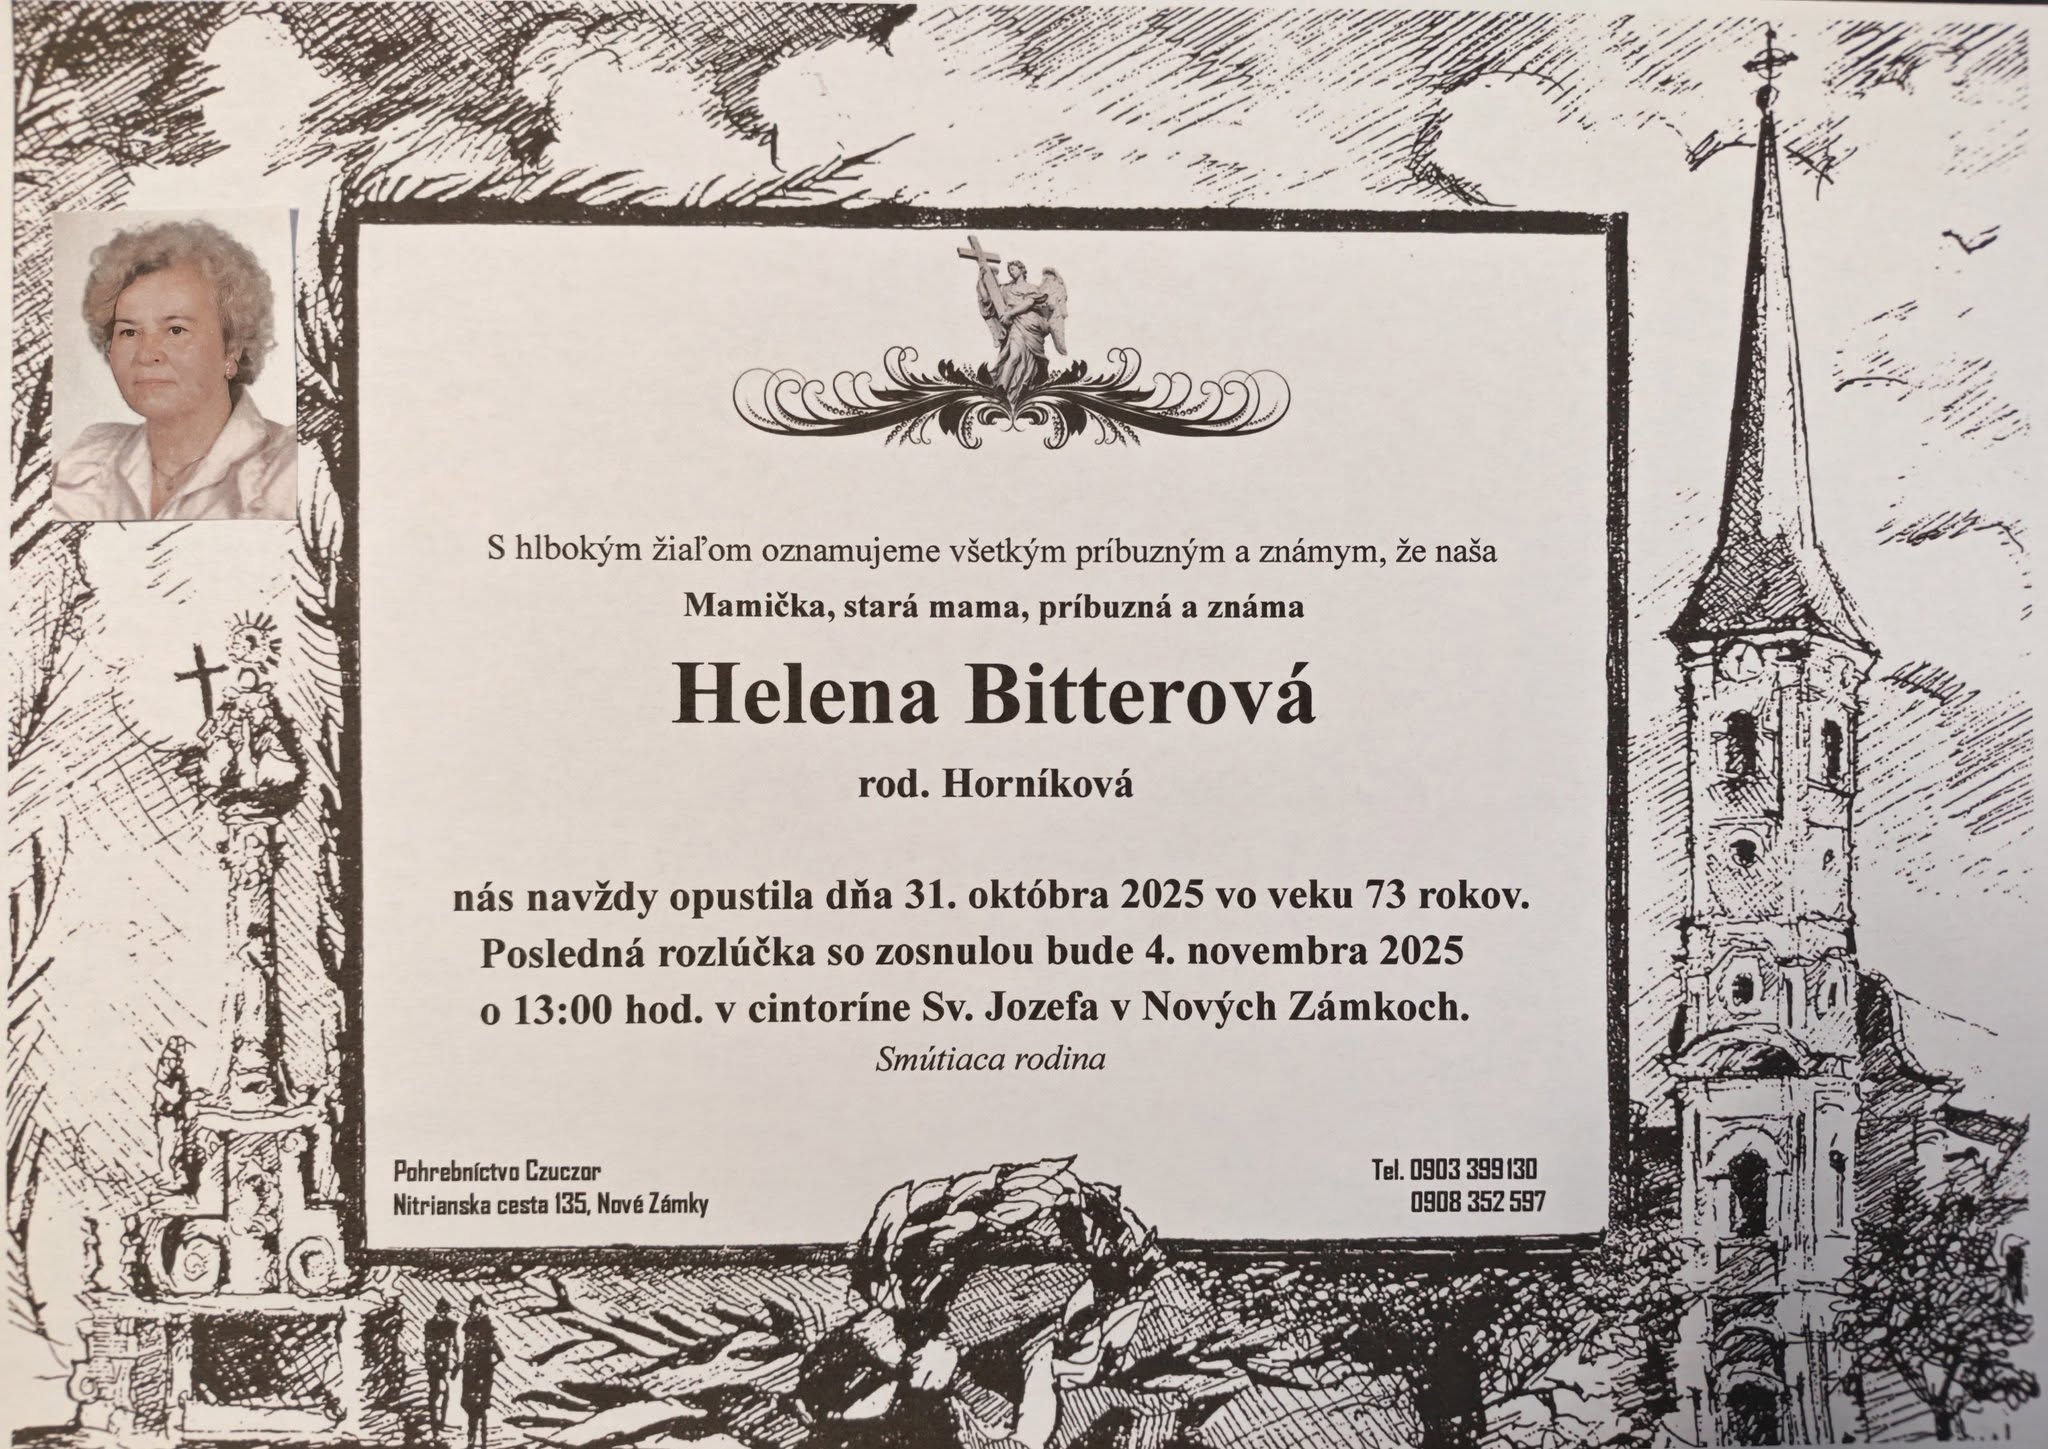 S hlbokým žiaľom oznamujeme všetkým príbuzným a známym, že naša
Mamička, stará mama, príbuzná a známa
Helena Bitterová
rod. Horníková
nás navždy opustila dňa 31. októbra 2025 vo veku 73 rokov.
Posledná rozlúčka so zosnulou bude 4. novembra 2025
o 13:00 hod. v cintoríne Sv. Jozefa v Nových Zámkoch.
Smútiaca rodina
Pohrebníctvo Czuczor
Nitrianska cesta 135, Nové Zámky
Tel. 0903 399 130
0908 352 597